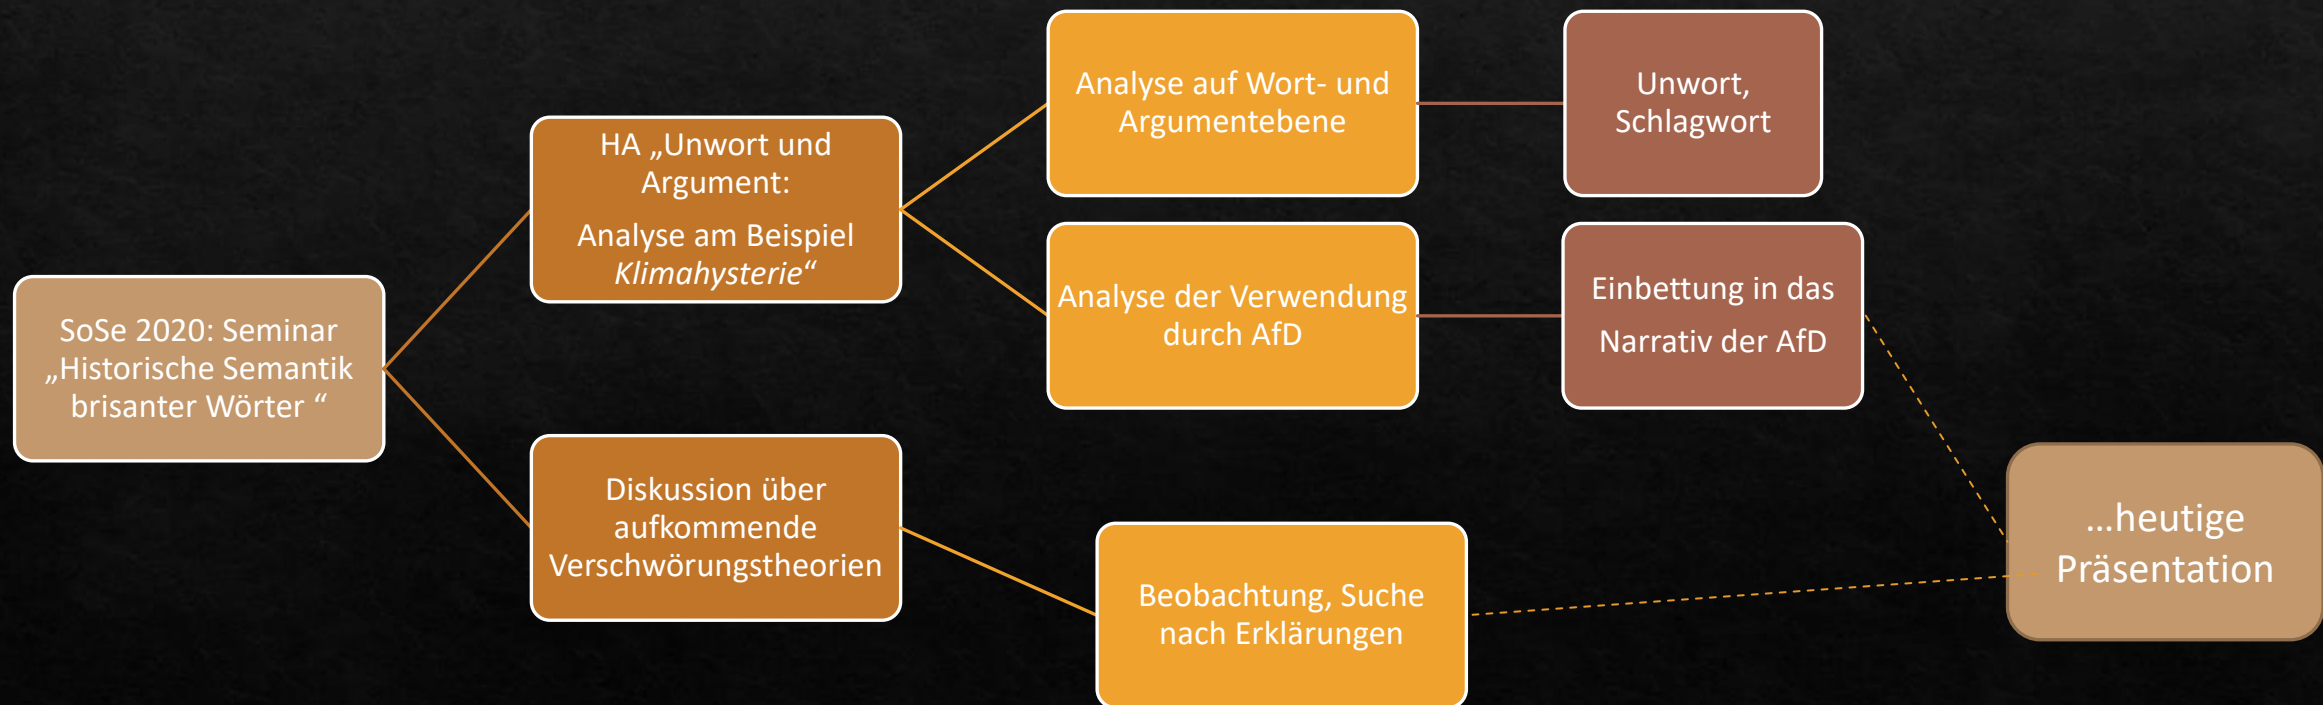 SoSe 2020: Seminar
„Historische Semantik
brisanter Wörter “
HA „Unwort und
Argument:
Analyse am Beispiel
Klimahysterie“
Diskussion über
aufkommende
Verschwörungstheorien
Analyse auf Wort- und
Argumentebene
Analyse der Verwendung
durch AfD
Beobachtung, Suche
nach Erklärungen
Unwort,
Schlagwort
Einbettung in das
Narrativ der AfD
...heutige
Präsentation